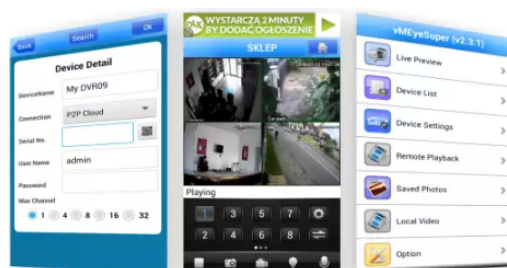 Back
Search
Ok
Device Detail
DeviceName
My DVR09
Connection
P2P Cloud
Serial No.
User Name
admin
Password
Max Channel
1 4 8 16 32
OLX
WYSTARCZĄ 2 MINUTY
BY DODAĆ OGŁOSZENIE
SKLEP
Playing
1 3 5 7
2 4 6 8
vMEyeSuper (v2.3.1)
Live Preview
Device List
Device Settings
Remote Playback
Saved Photos
Local Video
Option